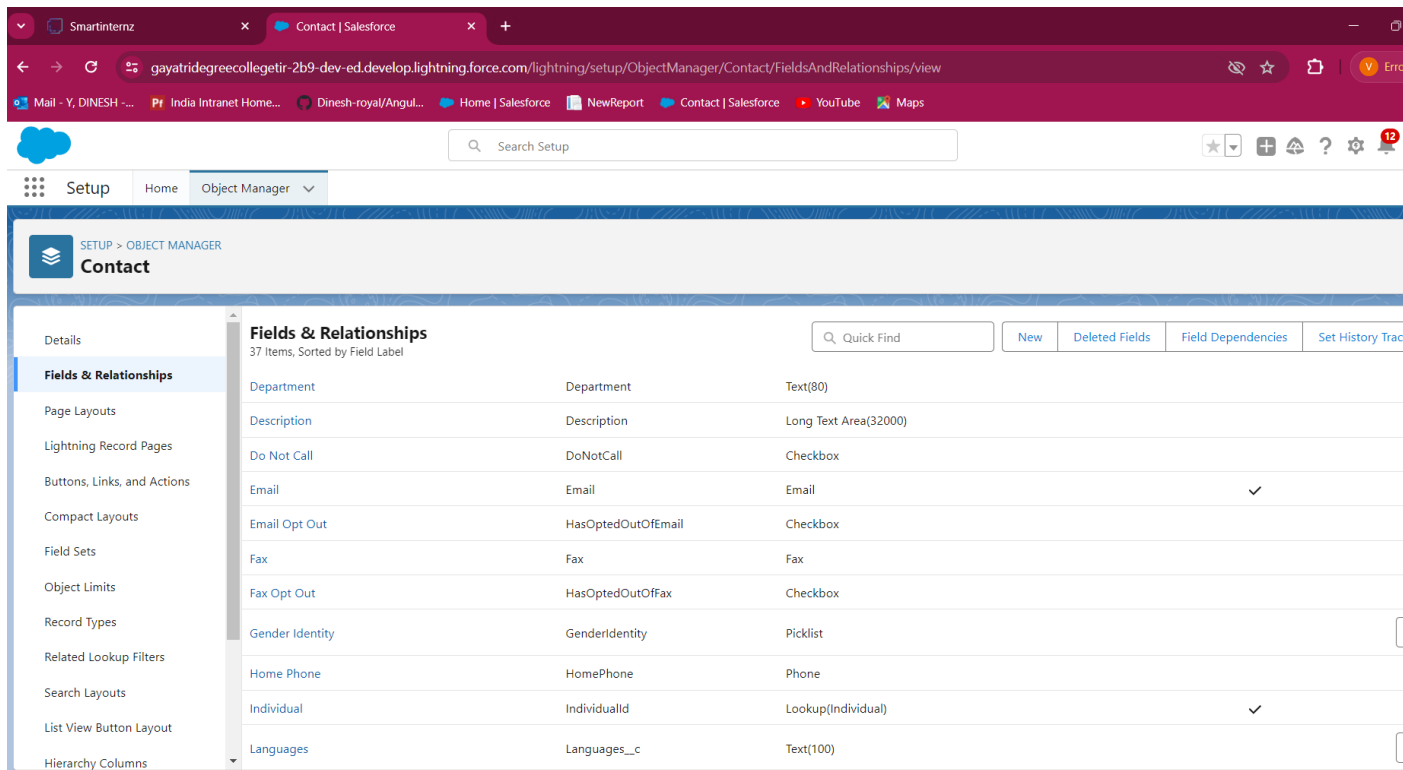 Smartinternz
Contact | Salesforce
gayatridegreecollegetir-2b9-dev-ed.develop.lightning.force.com/lightning/setup/ObjectManager/Contact/FieldsAndRelationships/view
V Erro
Mail - Y, DINESH -... Pf India Intranet Home... Dinesh-royal/Angul... Home | Salesforce NewReport Contact | Salesforce YouTube Maps
Search Setup
12
Setup Home Object Manager
SETUP > OBJECT MANAGER
Contact
Details
Fields & Relationships
Page Layouts
Lightning Record Pages
Buttons, Links, and Actions
Compact Layouts
Field Sets
Object Limits
Record Types
Related Lookup Filters
Search Layouts
List View Button Layout
Hierarchy Columns
Fields & Relationships
37 Items, Sorted by Field Label
Quick Find New Deleted Fields Field Dependencies Set History Trac
Department Department Text(80)
Description Description Long Text Area(32000)
Do Not Call DoNotCall Checkbox
Email Email Email
Email Opt Out HasOptedOutOfEmail Checkbox
Fax Fax Fax
Fax Opt Out HasOptedOutOfFax Checkbox
Gender Identity GenderIdentity Picklist
Home Phone HomePhone Phone
Individual IndividualId Lookup(Individual)
Languages Languages__c Text(100)